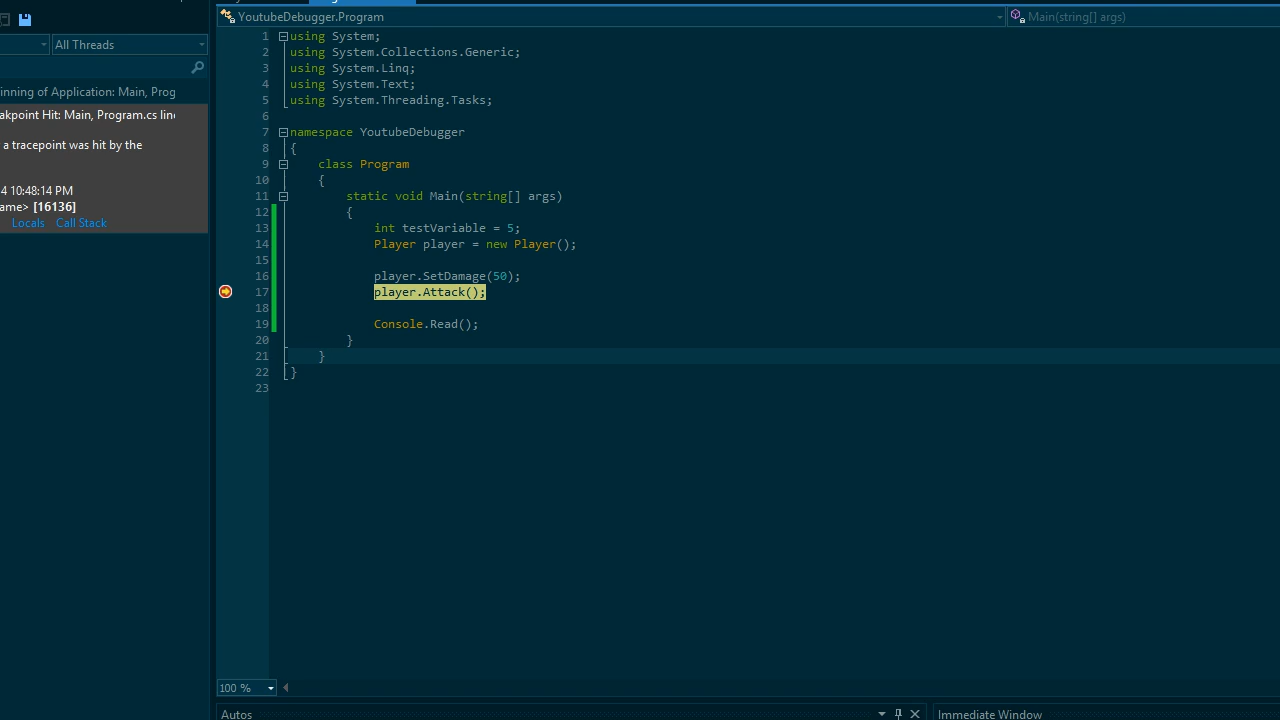 YoutubeDebugger.Program
Main(string[] args)
All Threads
inning of Application: Main, Prog
akpoint Hit: Main, Program.cs line
a tracepoint was hit by the
4 10:48:14 PM
ame> [16136]
Locals Call Stack
1 using System;
2 using System.Collections.Generic;
3 using System.Linq;
4 using System.Text;
5 using System.Threading.Tasks;
6
7 namespace YoutubeDebugger
8 {
9 class Program
10 {
11 static void Main(string[] args)
12 {
13 int testVariable = 5;
14 Player player = new Player();
15
16 player.SetDamage(50);
17 player.Attack();
18
19 Console.Read();
20 }
21 }
22 }
23
100 %
Autos
Immediate Window